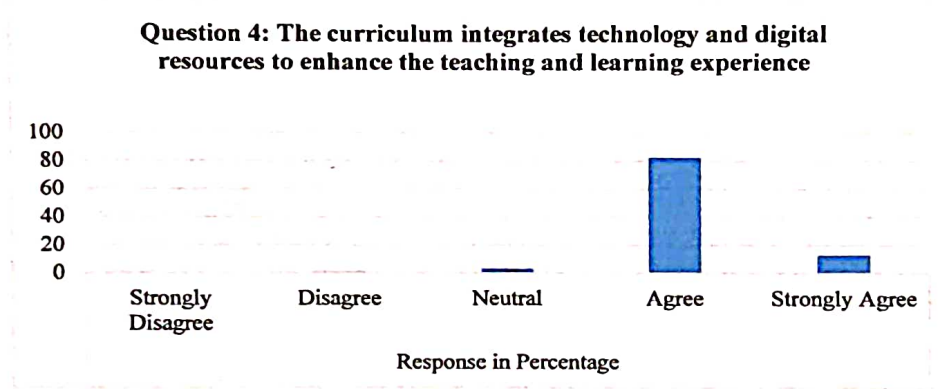 Question 4: The curriculum integrates technology and digital
resources to enhance the teaching and learning experience
100
80
60
40
20
0
Strongly
Disagree
Disagree
Neutral
Agree
Strongly Agree
Response in Percentage